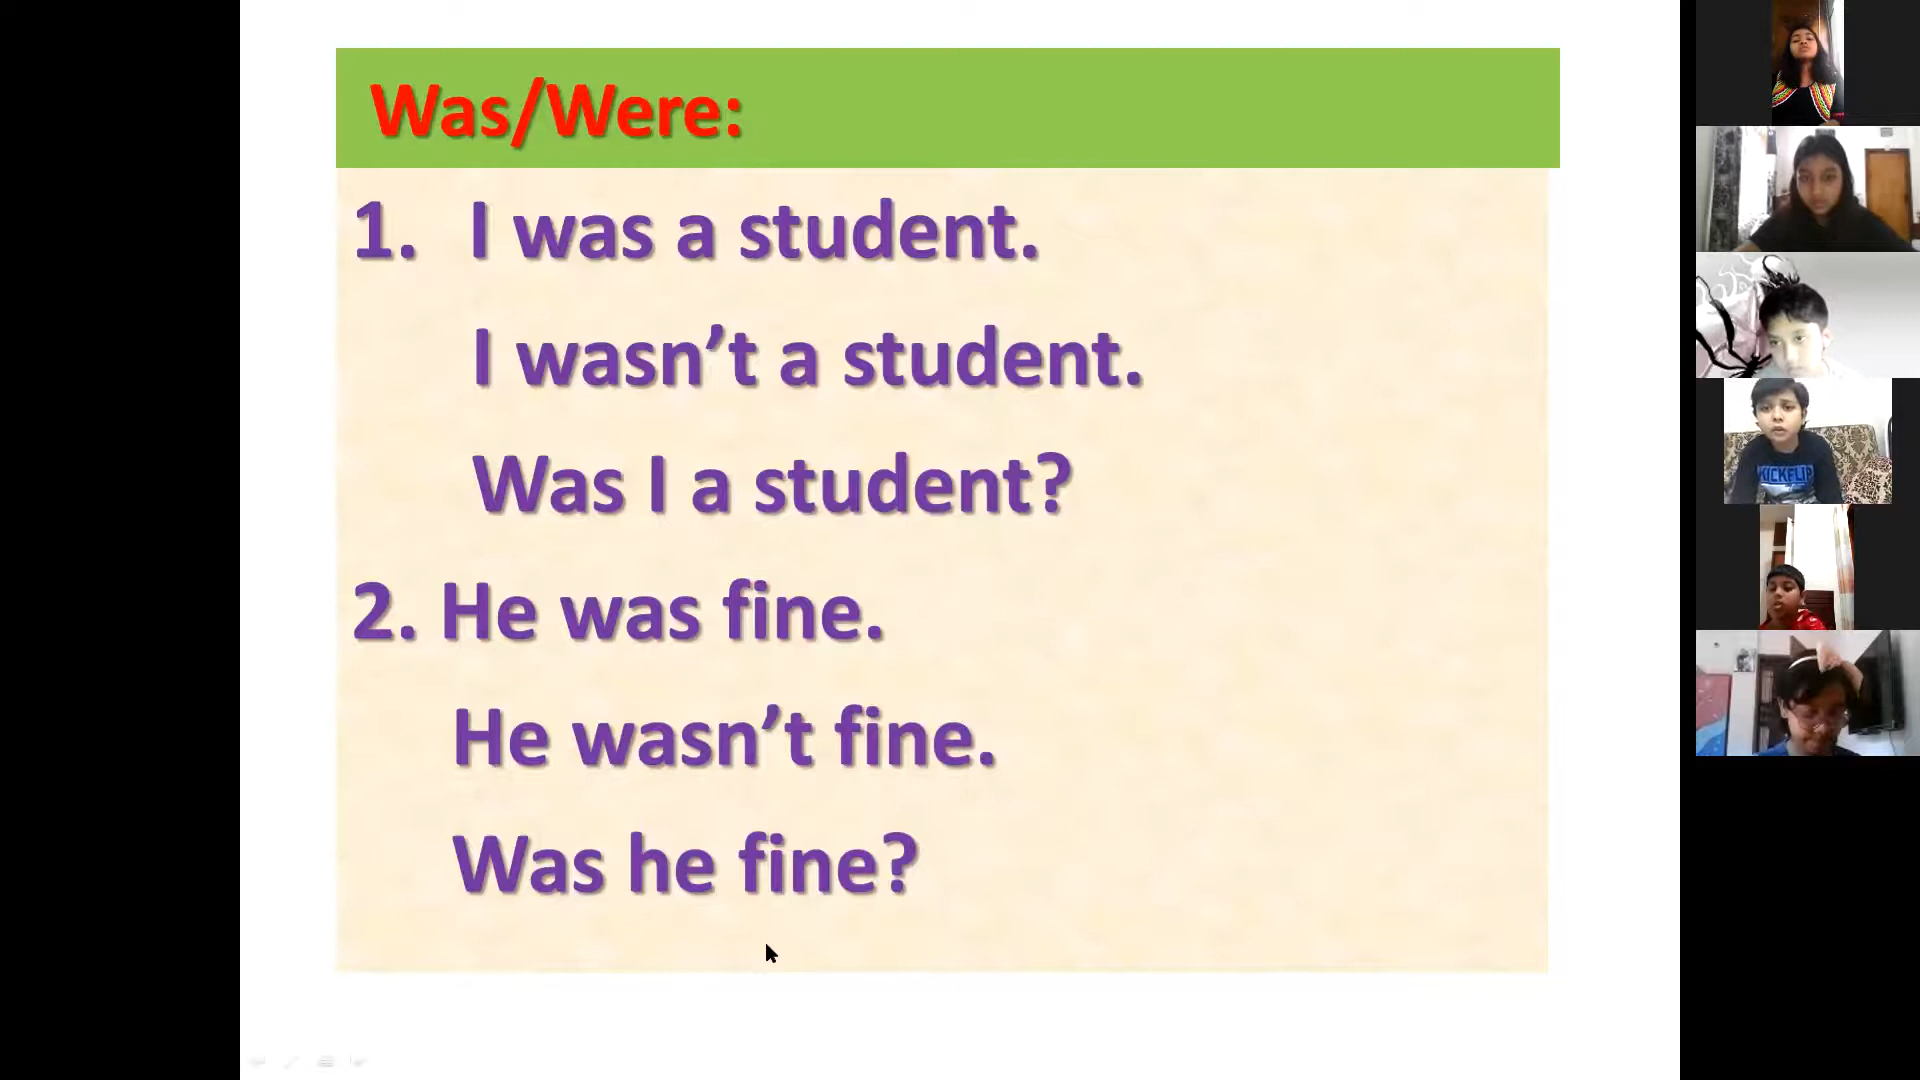 Was/Were:
1. I was a student.
I wasn’t a student.
Was I a student?
2. He was fine.
He wasn’t fine.
Was he fine?
KICKFLIP